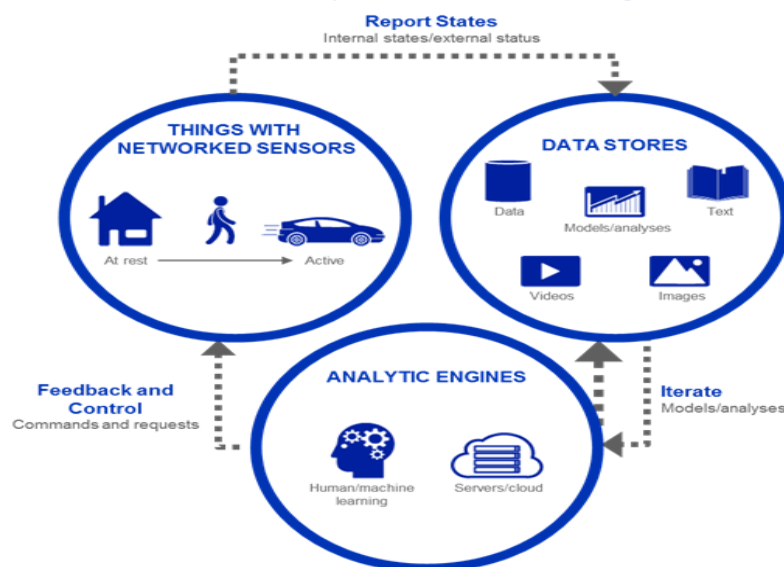 Report States
Internal states/external status
THINGS WITH
NETWORKED SENSORS
At rest
Active
DATA STORES
Data
Models/analyses
Text
Videos
Images
Feedback and
Control
Commands and requests
ANALYTIC ENGINES
Human/machine
learning
Servers/cloud
Iterate
Models/analyses